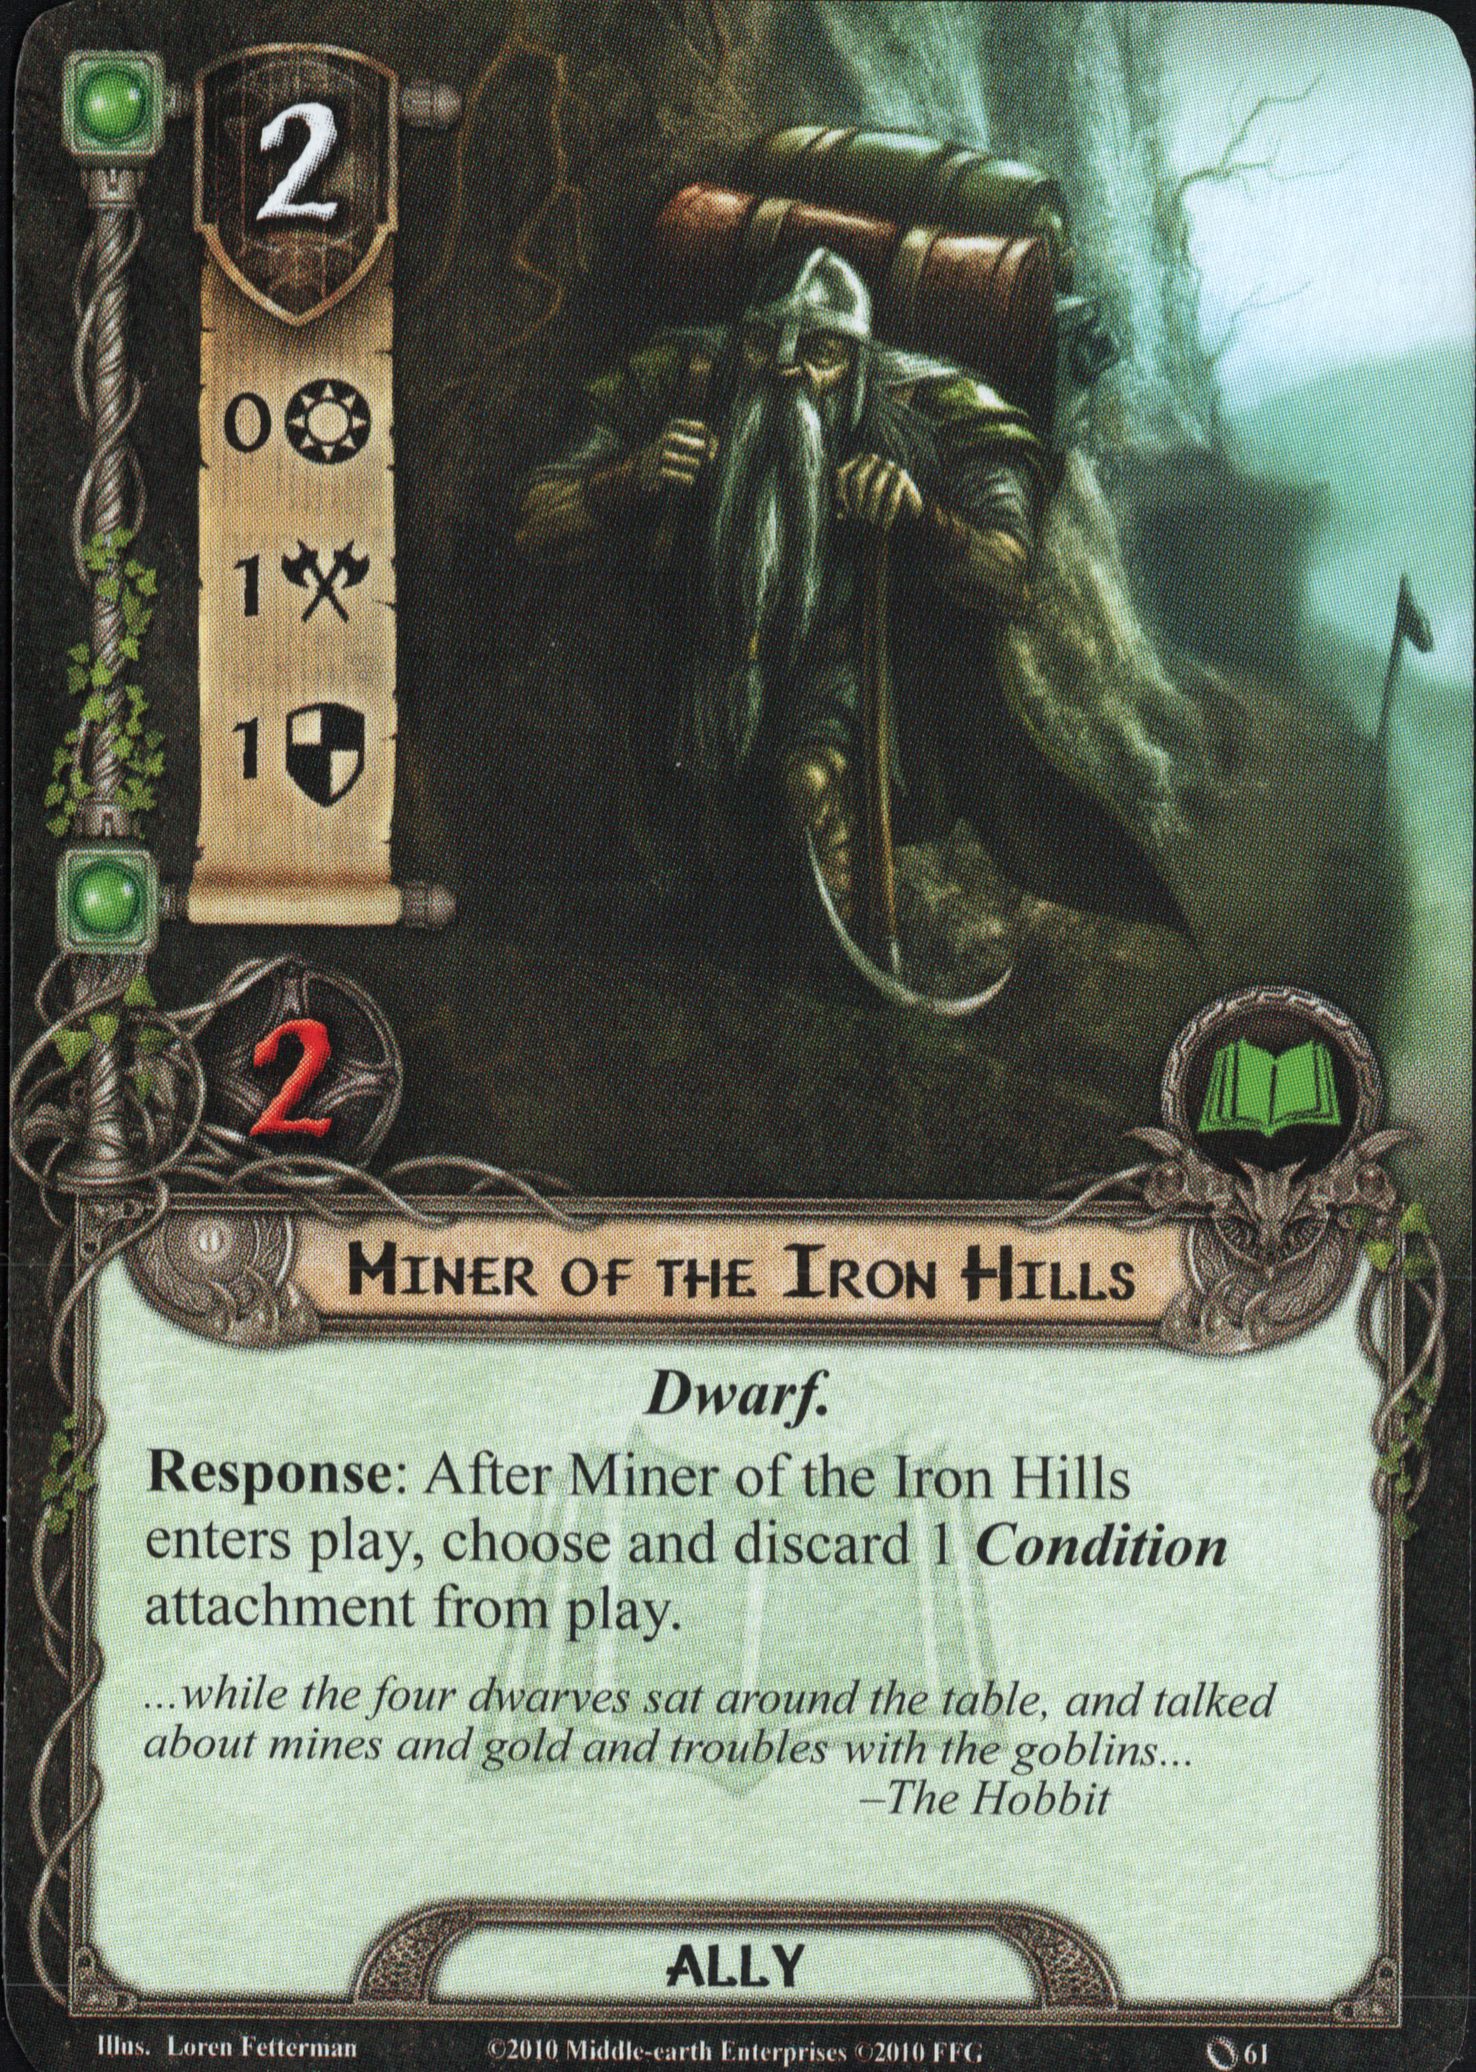 2
0
1
1
2
Miner of the Iron Hills
Dwarf.
Response: After Miner of the Iron Hills
enters play, choose and discard 1 Condition
attachment from play.
...while the four dwarves sat around the table, and talked
about mines and gold and troubles with the goblins...
–The Hobbit
ALLY
Illus. Loren Fetterman ©2010 Middle-earth Enterprises ©2010 FFG 61